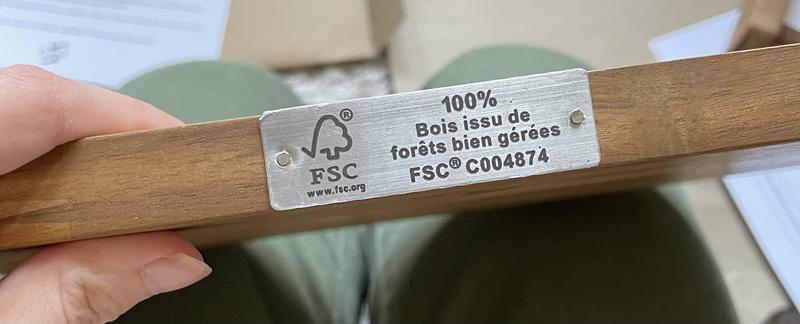 ®
FSC
www.fsc.org
100%
Bois issu de
forêts bien gérées
FSC® C004874